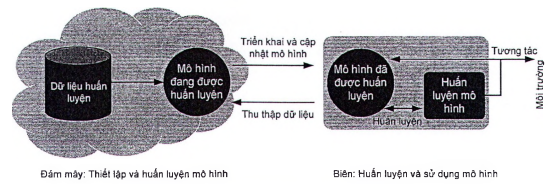 Dữ liệu huấn
luyện
Mô hình
đang được
huấn luyện
Triển khai và cập
nhật mô hình
Thu thập dữ liệu
Mô hình đã
được huấn
luyện
Huấn luyện
Huấn
luyện mô
hình
Tương tác
Môi trường
Đám mây: Thiết lập và huấn luyện mô hình
Biên: Huấn luyện và sử dụng mô hình